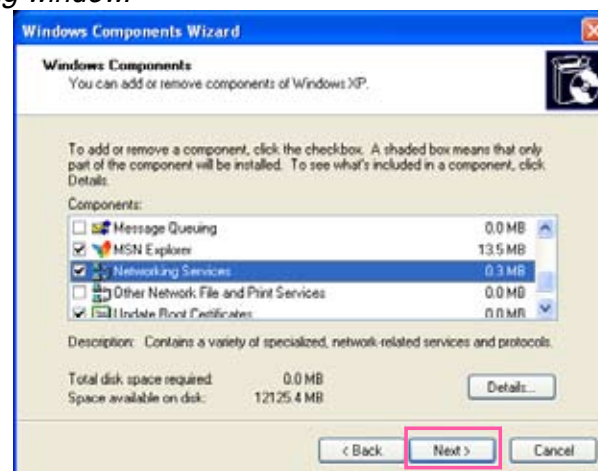 g window.
Windows Components Wizard
Windows Components
You can add or remove components of Windows XP.
To add or remove a component, click the checkbox. A shaded box means that only
part of the component will be installed. To see what's included in a component, click
Details.
Components:
Message Queuing 0.0 MB
MSN Explorer 13.5 MB
Networking Services 0.3 MB
Other Network File and Print Services 0.0 MB
Update Root Certificates 0.0 MB
Description: Contains a variety of specialized, network-related services and protocols.
Total disk space required: 0.0 MB
Space available on disk: 12125.4 MB
Details...
< Back Next > Cancel